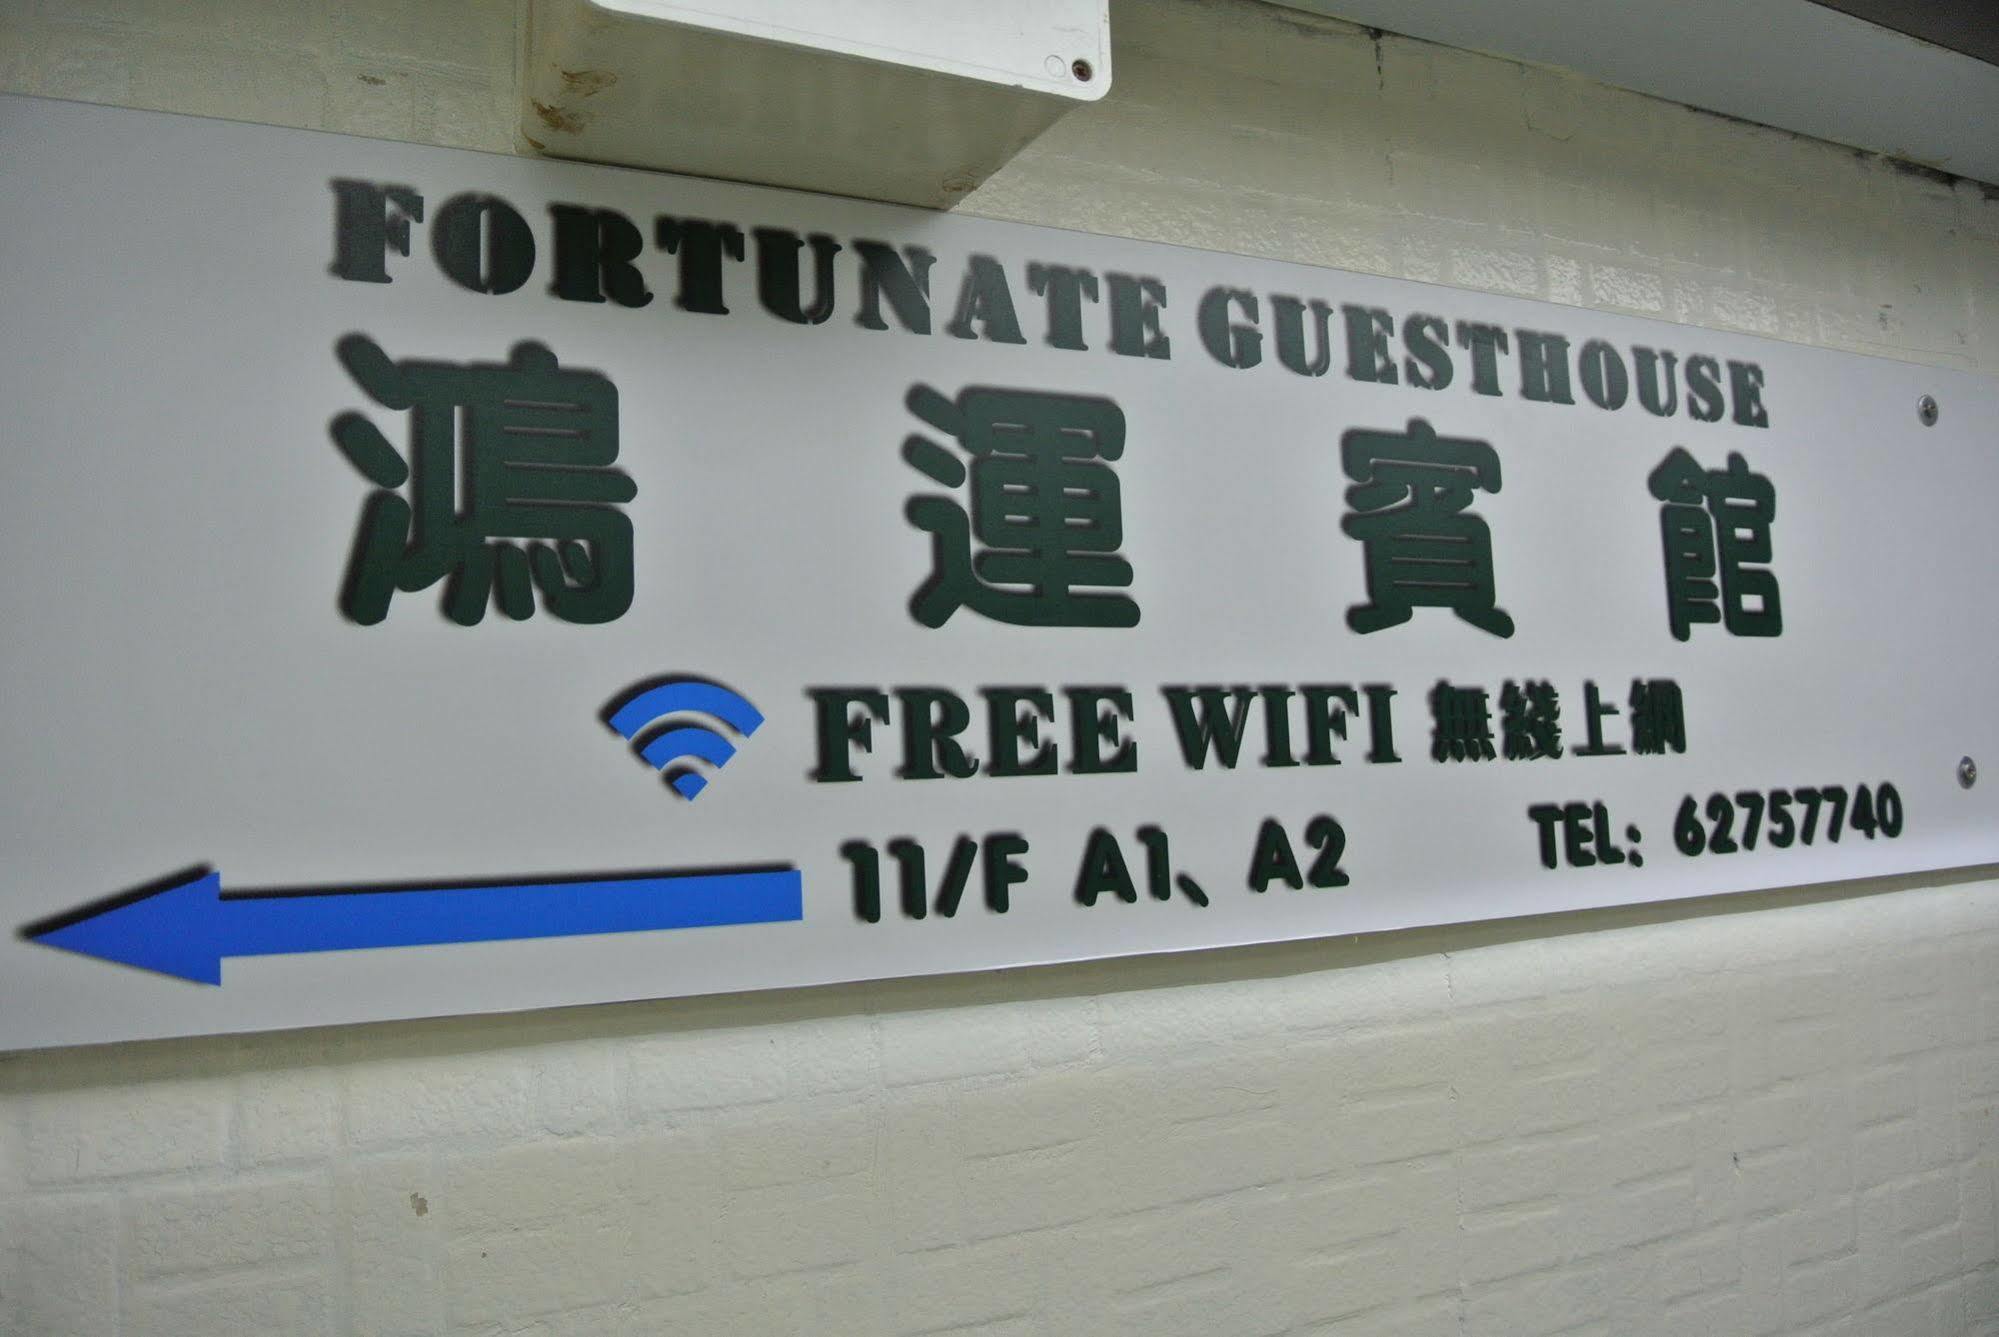 FORTUNATE GUESTHOUSE
鴻運賓館
FREE WIFI 無綫上網
11/F A1、A2 TEL: 62757740